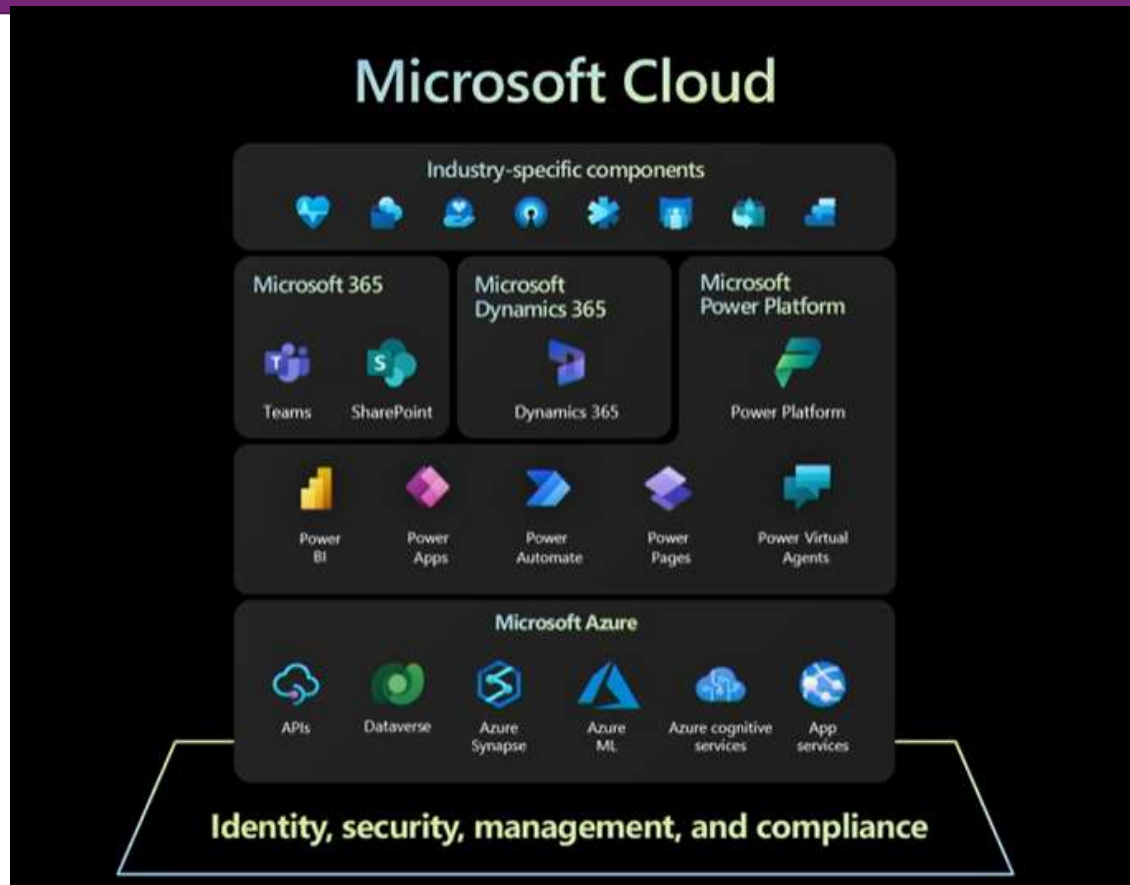 Microsoft Cloud
Industry-specific components
Microsoft 365
Microsoft
Dynamics 365
Microsoft
Power Platform
T
S
Teams
SharePoint
Dynamics 365
Power Platform
Power
BI
Power
Apps
Power
Automate
Power
Pages
Power Virtual
Agents
Microsoft Azure
APIs
Dataverse
Azure
Synapse
Azure
ML
Azure cognitive
services
App
services
Identity, security, management, and compliance